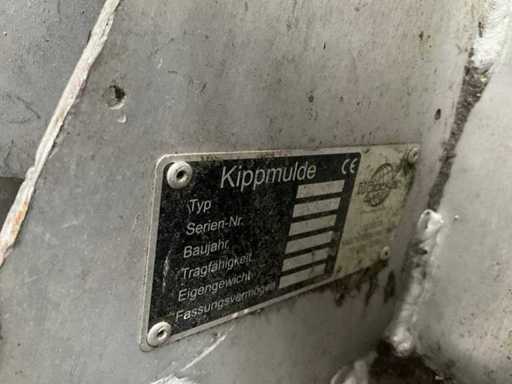 Kippmulde CE
Typ
Serien-Nr.
Baujahr
Tragfähigkeit
Eigengewicht
Fassungsvermögen